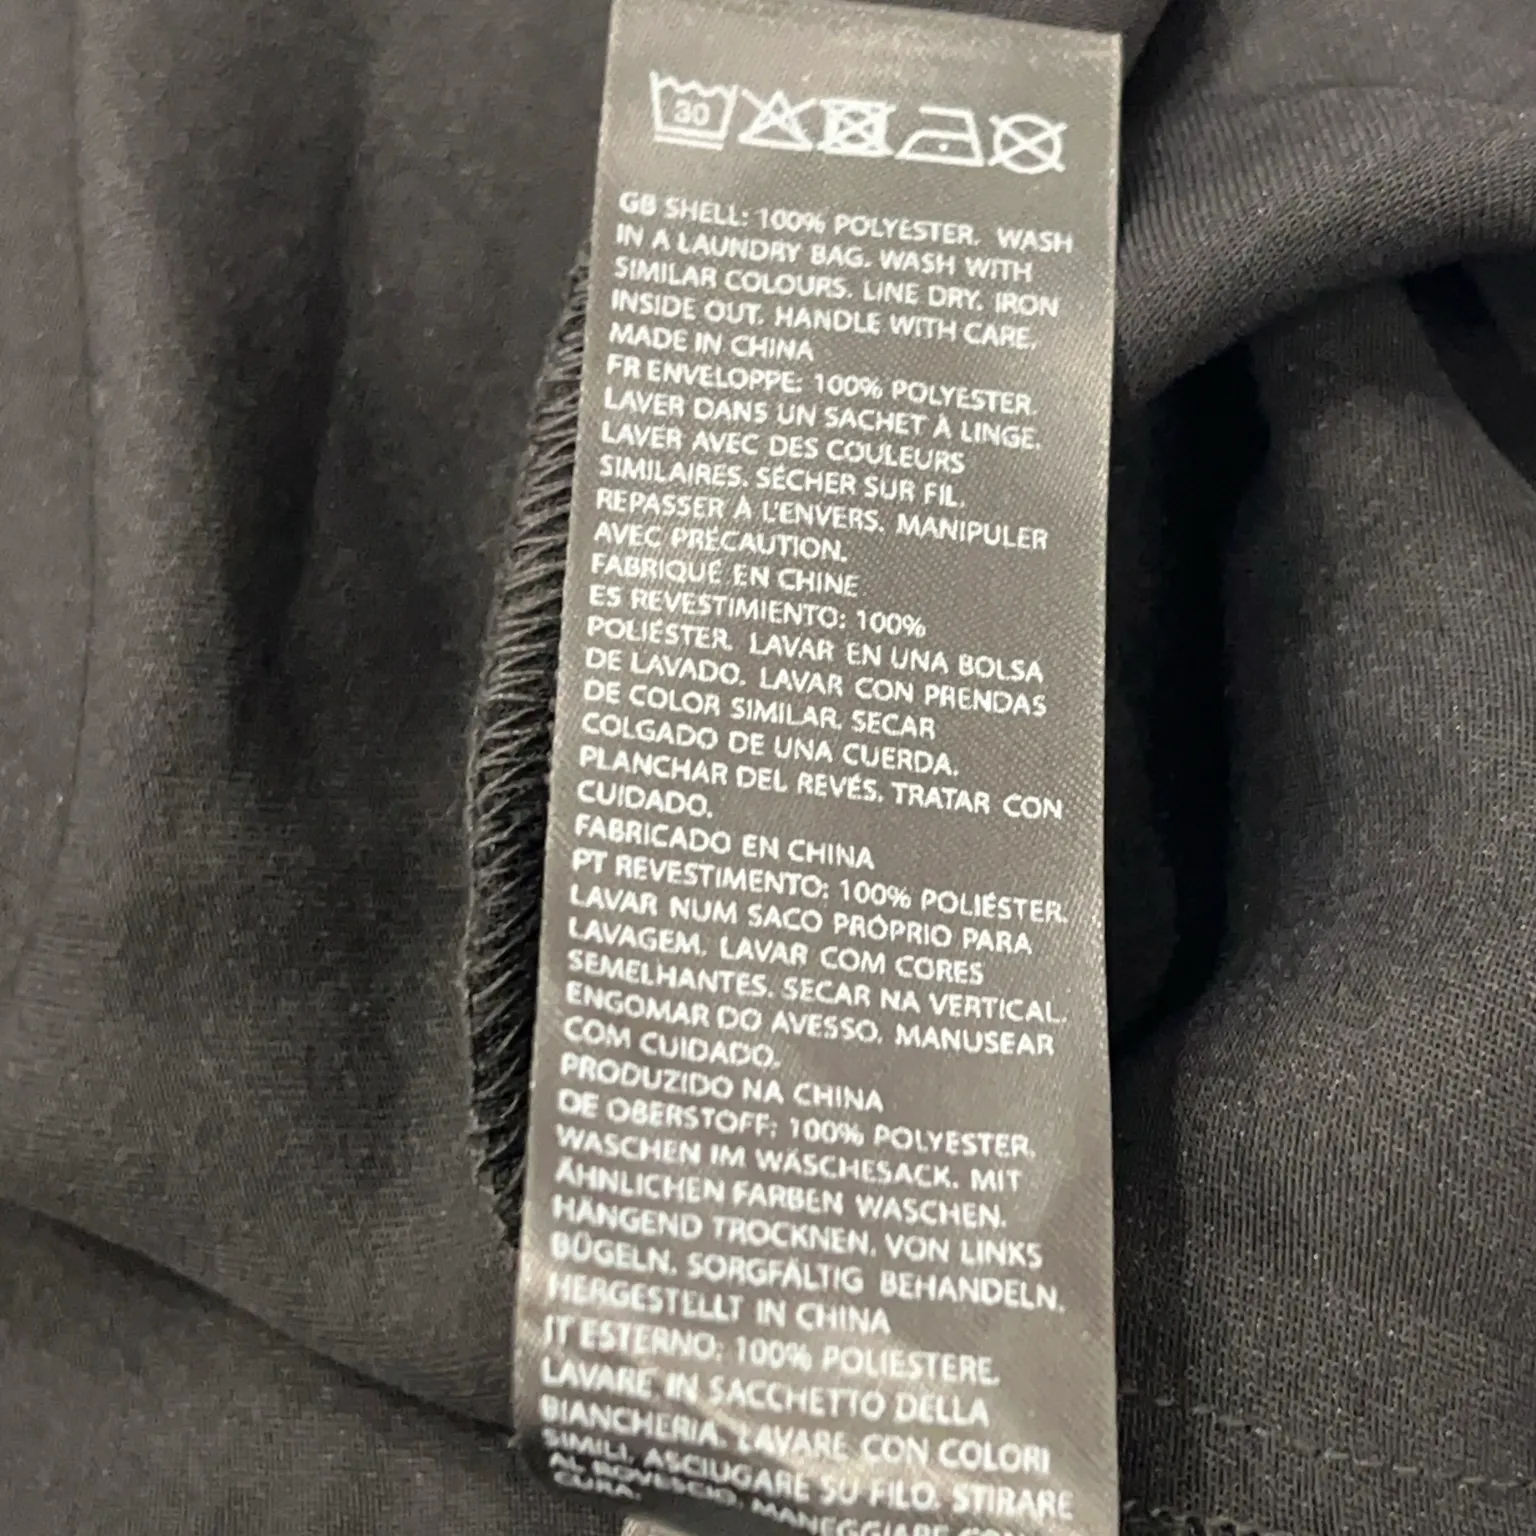 30
GB SHELL: 100% POLYESTER. WASH
IN A LAUNDRY BAG. WASH WITH
SIMILAR COLOURS. LINE DRY. IRON
INSIDE OUT. HANDLE WITH CARE.
MADE IN CHINA
FR ENVELOPPE: 100% POLYESTER.
LAVER DANS UN SACHET À LINGE.
LAVER AVEC DES COULEURS
SIMILAIRES. SÉCHER SUR FIL.
REPASSER À L'ENVERS. MANIPULER
AVEC PRÉCAUTION.
FABRIQUÉ EN CHINE
ES REVESTIMIENTO: 100%
POLIÉSTER. LAVAR EN UNA BOLSA
DE LAVADO. LAVAR CON PRENDAS
DE COLOR SIMILAR. SECAR
COLGADO DE UNA CUERDA.
PLANCHAR DEL REVÉS. TRATAR CON
CUIDADO.
FABRICADO EN CHINA
PT REVESTIMENTO: 100% POLIÉSTER.
LAVAR NUM SACO PRÓPRIO PARA
LAVAGEM. LAVAR COM CORES
SEMELHANTES. SECAR NA VERTICAL.
ENGOMAR DO AVESSO. MANUSEAR
COM CUIDADO.
PRODUZIDO NA CHINA
DE OBERSTOFF: 100% POLYESTER.
WASCHEN IM WÄSCHESACK. MIT
ÄHNLICHEN FARBEN WASCHEN.
HÄNGEND TROCKNEN. VON LINKS
BÜGELN. SORGFÄLTIG BEHANDELN.
HERGESTELLT IN CHINA
IT ESTERNO: 100% POLIESTERE.
LAVARE IN SACCHETTO DELLA
BIANCHERIA. LAVARE CON COLORI
SIMILI. ASCIUGARE SU FILO. STIRARE
AL ROVESCIO. MANEGGIARE CON
CURA.